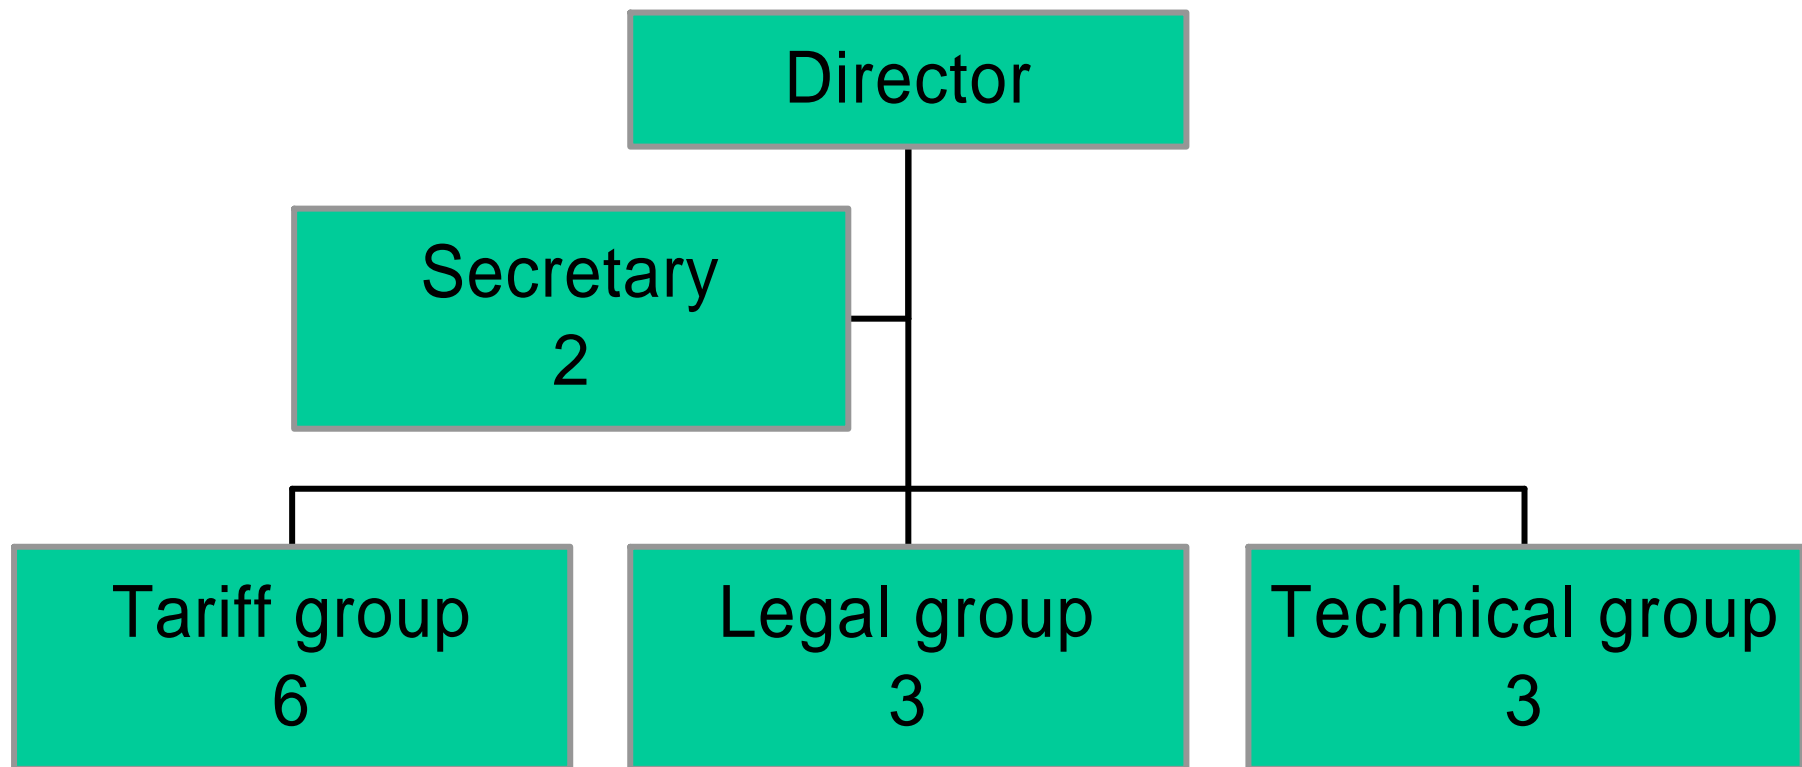 Director
Secretary
2
Tariff group
6
Legal group
3
Technical group
3